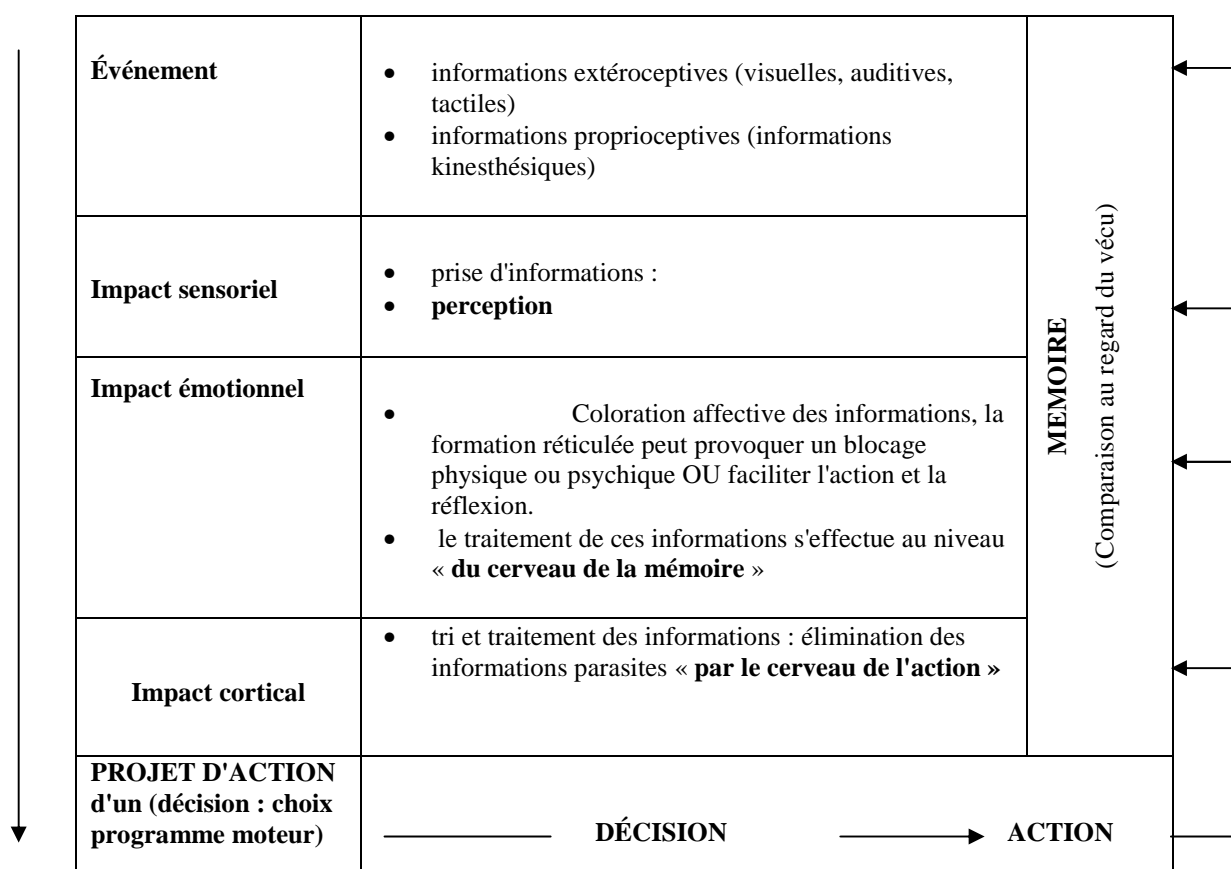 Événement
• informations extéroceptives (visuelles, auditives,
tactiles)
• informations proprioceptives (informations
kinesthésiques)
Impact sensoriel
• prise d'informations :
• perception
Impact émotionnel
• Coloration affective des informations, la
formation réticulée peut provoquer un blocage
physique ou psychique OU faciliter l'action et la
réflexion.
• le traitement de ces informations s'effectue au niveau
« du cerveau de la mémoire »
Impact cortical
• tri et traitement des informations : élimination des
informations parasites « par le cerveau de l'action »
MEMOIRE
(Comparaison au regard du vécu)
PROJET D'ACTION
d'un (décision : choix
programme moteur)
DÉCISION
ACTION